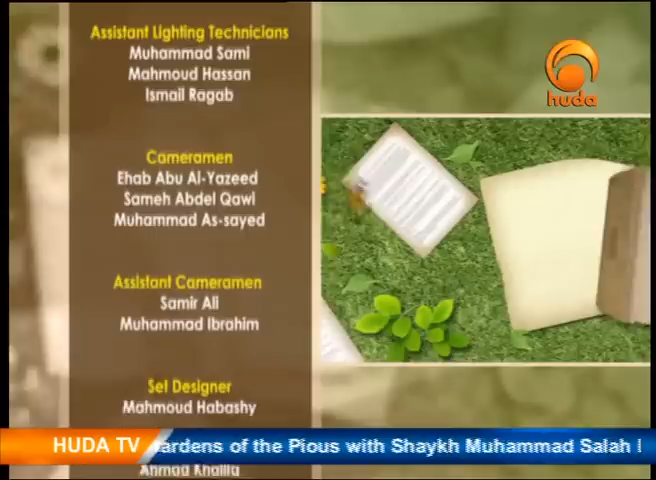 Assistant Lighting Technicians
Muhammad Sami
Mahmoud Hassan
Ismail Ragab
Cameramen
Ehab Abu Al-Yazeed
Sameh Abdel Qawi
Muhammad As-sayed
Assistant Cameramen
Samir Ali
Muhammad Ibrahim
Set Designer
Mahmoud Habashy
Ahmad Khalifa
huda
HUDA TV
ardens of the Pious with Shaykh Muhammad Salah